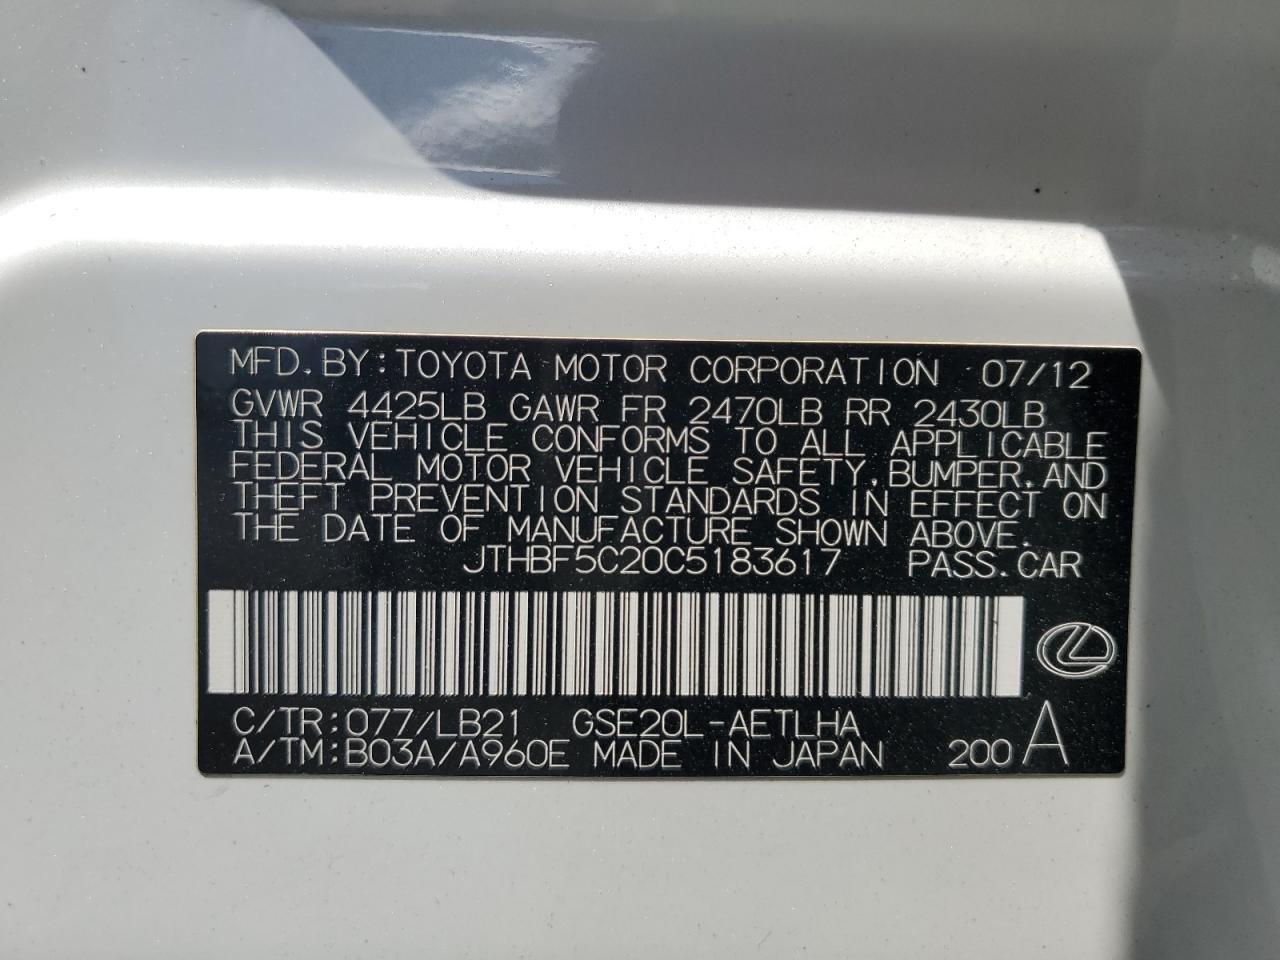 MFD.BY:TOYOTA MOTOR CORPORATION 07/12
GVWR 4425LB GAWR FR 2470LB RR 2430LB
THIS VEHICLE CONFORMS TO ALL APPLICABLE
FEDERAL MOTOR VEHICLE SAFETY,BUMPER,AND
THEFT PREVENTION STANDARDS IN EFFECT ON
THE DATE OF MANUFACTURE SHOWN ABOVE.
JTHBF5C20C5183617 PASS.CAR
C/TR:077/LB21 GSE20L-AETLHA
A/TM:B03A/A960E MADE IN JAPAN 200 A